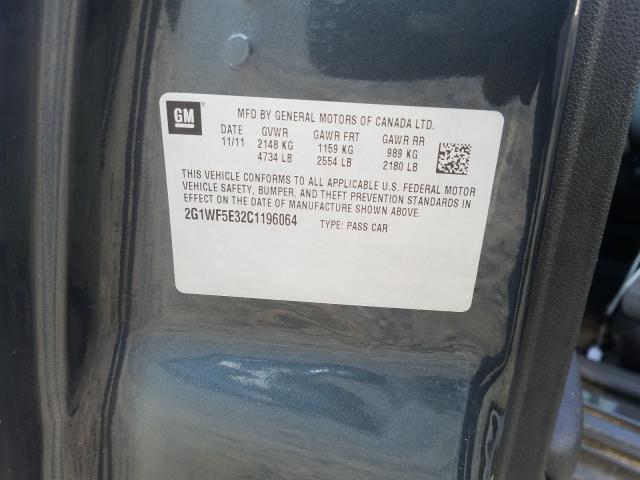 GM
MFD BY GENERAL MOTORS OF CANADA LTD.
DATE GVWR GAWR FRT GAWR RR
11/11 2148 KG 1159 KG 989 KG
4734 LB 2554 LB 2180 LB
THIS VEHICLE CONFORMS TO ALL APPLICABLE U.S. FEDERAL MOTOR
VEHICLE SAFETY, BUMPER, AND THEFT PREVENTION STANDARDS
IN EFFECT ON THE DATE OF MANUFACTURE SHOWN ABOVE.
2G1WF5E32C1196064 TYPE: PASS CAR